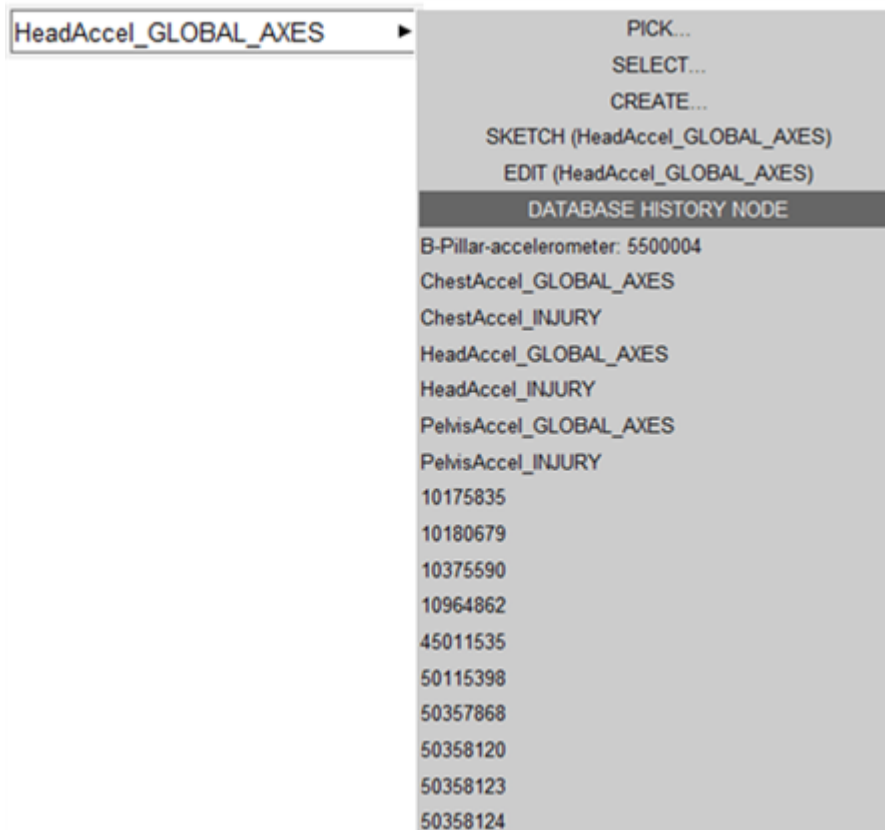 HeadAccel_GLOBAL_AXES
PICK...
SELECT...
CREATE...
SKETCH (HeadAccel_GLOBAL_AXES)
EDIT (HeadAccel_GLOBAL_AXES)
DATABASE HISTORY NODE
B-Pillar-accelerometer: 5500004
ChestAccel_GLOBAL_AXES
ChestAccel_INJURY
HeadAccel_GLOBAL_AXES
HeadAccel_INJURY
PelvisAccel_GLOBAL_AXES
PelvisAccel_INJURY
10175835
10180679
10375590
10964862
45011535
50115398
50357868
50358120
50358123
50358124